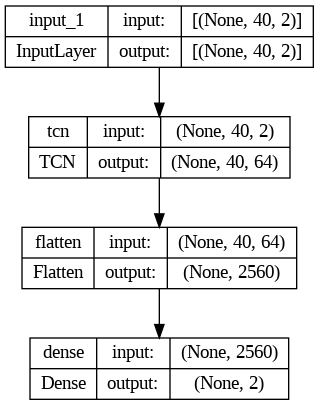 input_1 input: [(None, 40, 2)]
InputLayer output: [(None, 40, 2)]
tcn input: (None, 40, 2)
TCN output: (None, 40, 64)
flatten input: (None, 40, 64)
Flatten output: (None, 2560)
dense input: (None, 2560)
Dense output: (None, 2)